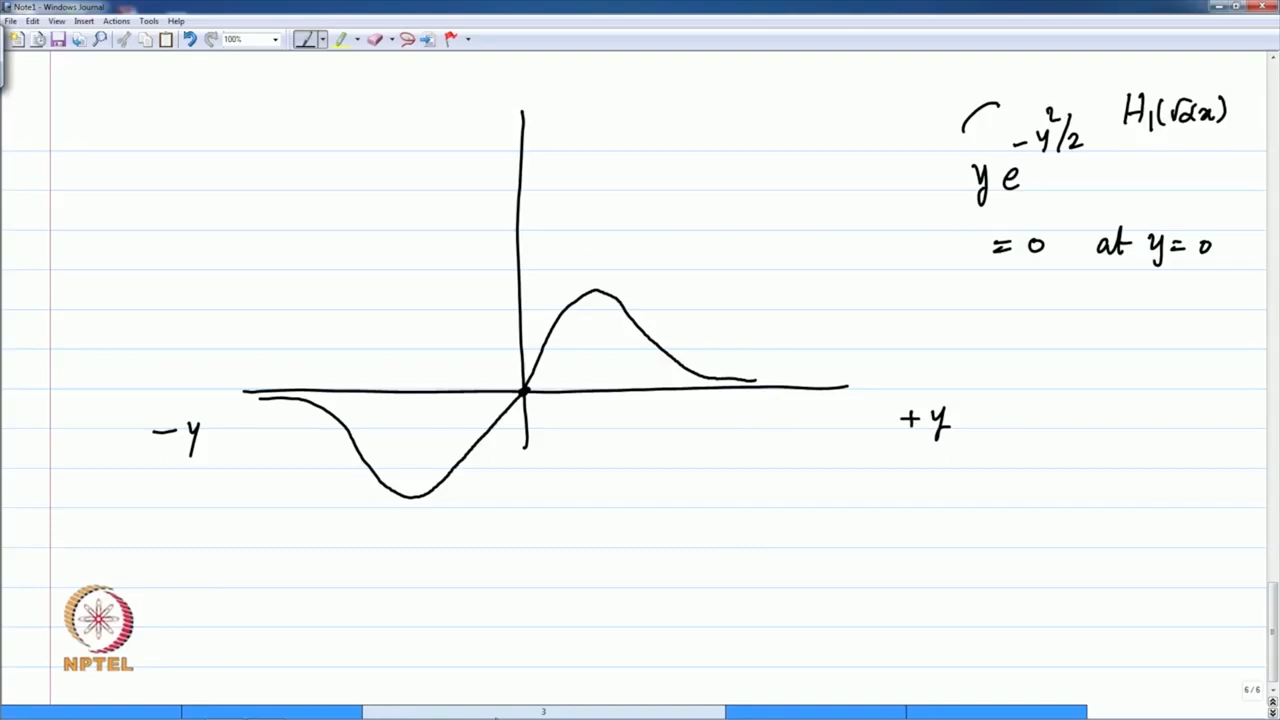 Note1 - Windows Journal
File Edit View Insert Actions Tools Help
100%
H₁(√αx)
y e^(-y²/2)
= 0 at y = 0
- y
+ y
NPTEL
6/6
3